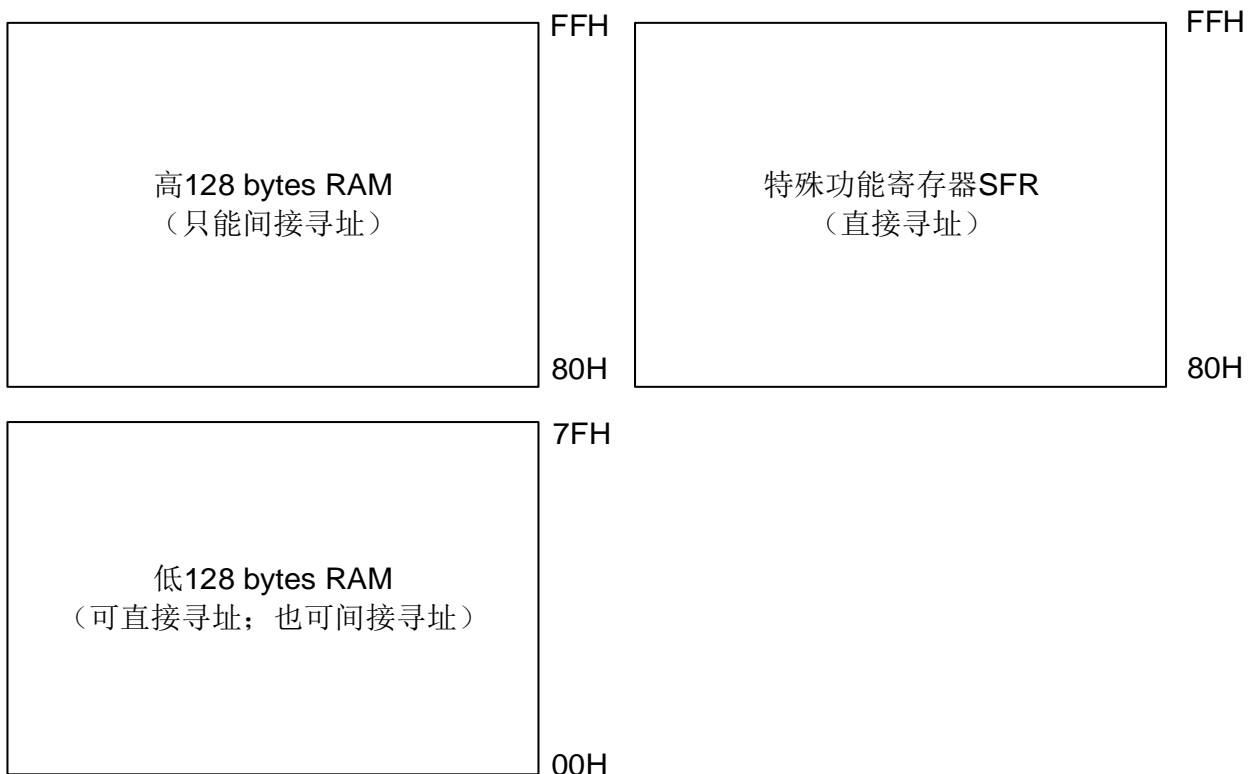 FFH
高128 bytes RAM
（只能间接寻址）
80H
FFH
特殊功能寄存器SFR
（直接寻址）
80H
7FH
低128 bytes RAM
（可直接寻址；也可间接寻址）
00H